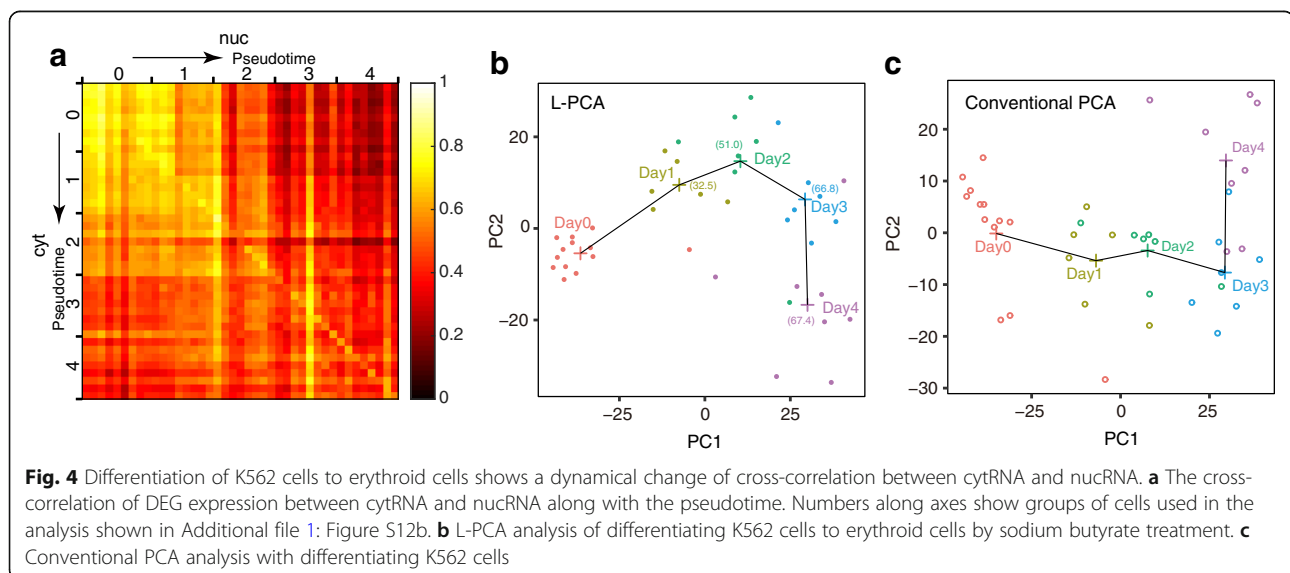 a
nuc
Pseudotime
0 1 2 3 4
cyt
Pseudotime
0
1
2
3
4
1
0.8
0.6
0.4
0.2
0
b
L-PCA
PC2
20
0
−20
Day0
Day1
(32.5)
(51.0)
Day2
(66.8)
Day3
Day4
(67.4)
−25 0 25
PC1
c
Conventional PCA
PC2
20
10
0
−10
−20
−30
Day0
Day1
Day2
Day3
Day4
−25 0 25
PC1
Fig. 4 Differentiation of K562 cells to erythroid cells shows a dynamical change of cross-correlation between cytRNA and nucRNA. a The cross-
correlation of DEG expression between cytRNA and nucRNA along with the pseudotime. Numbers along axes show groups of cells used in the
analysis shown in Additional file 1: Figure S12b. b L-PCA analysis of differentiating K562 cells to erythroid cells by sodium butyrate treatment. c
Conventional PCA analysis with differentiating K562 cells